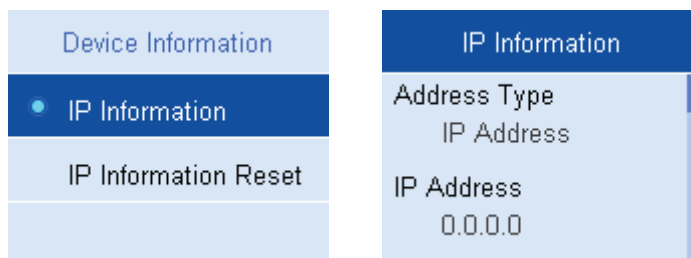 Device Information
IP Information
IP Information Reset
IP Information
Address Type
IP Address
IP Address
0.0.0.0